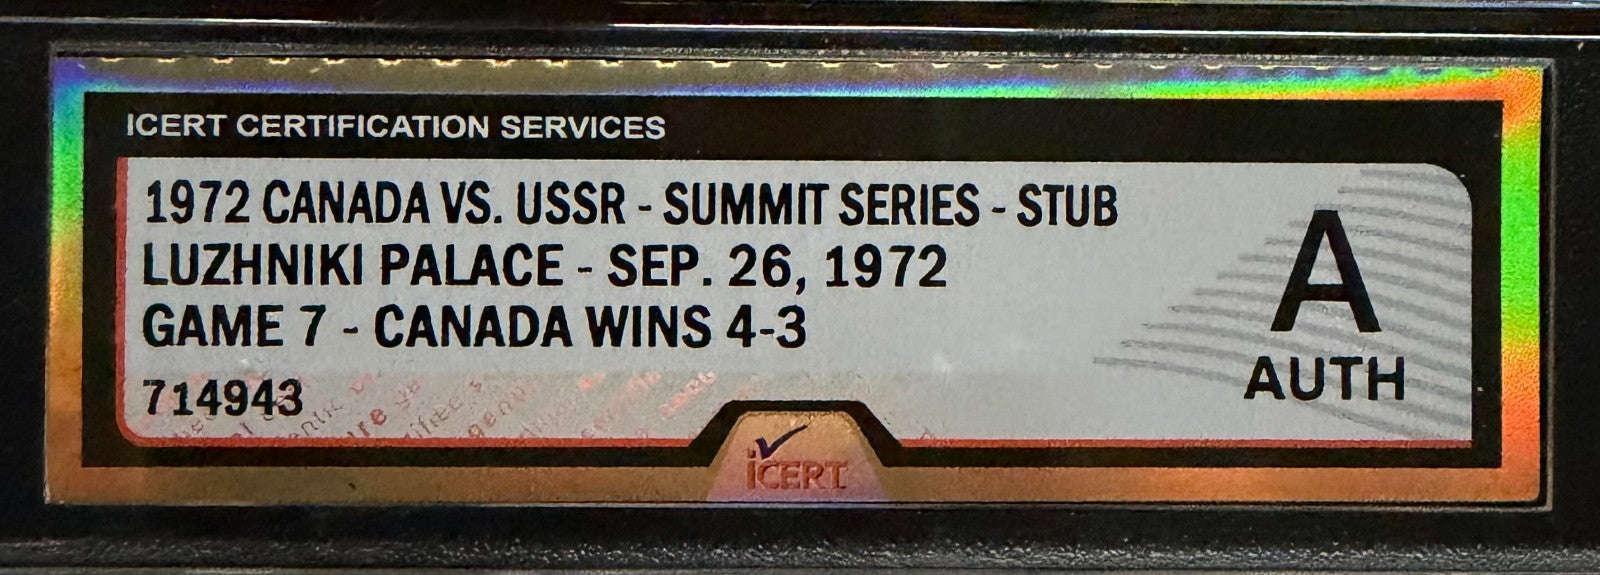 ICERT CERTIFICATION SERVICES
1972 CANADA VS. USSR - SUMMIT SERIES - STUB
LUZHNIKI PALACE - SEP. 26, 1972
GAME 7 - CANADA WINS 4-3
714943
A
AUTH
iCERT